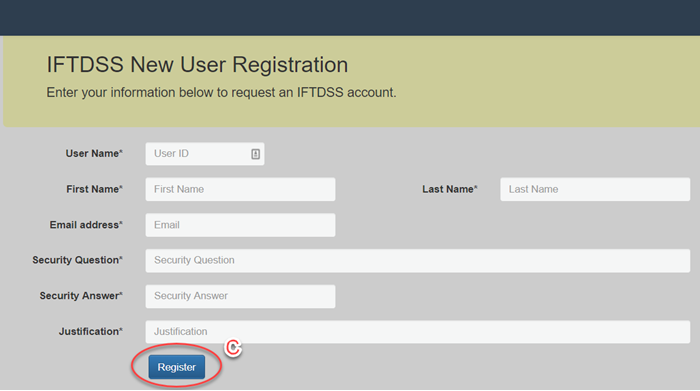 IFTDSS New User Registration
Enter your information below to request an IFTDSS account.
User Name* User ID
First Name* First Name Last Name* Last Name
Email address* Email
Security Question* Security Question
Security Answer* Security Answer
Justification* Justification
C
Register